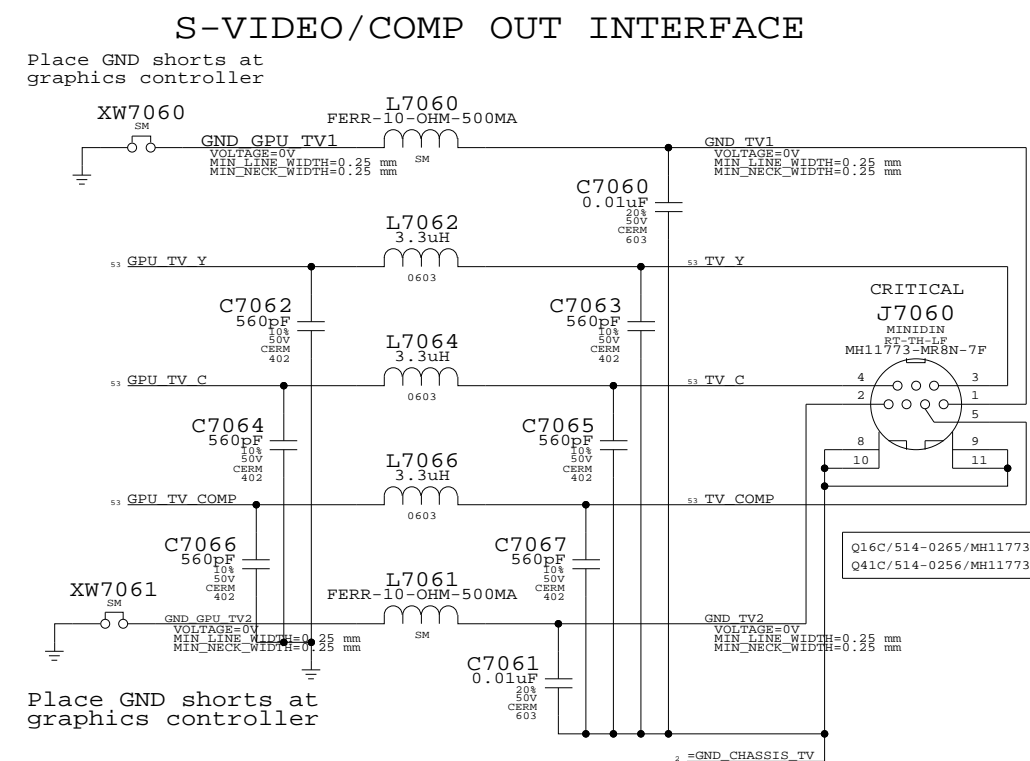 S-VIDEO/COMP OUT INTERFACE
Place GND shorts at
graphics controller
XW7060
SM
GND_GPU_TV1
VOLTAGE=0V
MIN_LINE_WIDTH=0.25 mm
MIN_NECK_WIDTH=0.25 mm
L7060
FERR-10-OHM-500MA
SM
GND_TV1
VOLTAGE=0V
MIN_LINE_WIDTH=0.25 mm
MIN_NECK_WIDTH=0.25 mm
C7060
0.01uF
20%
50V
CERM
603
L7062
3.3uH
0603
53 GPU_TV_Y
53 TV_Y
C7062
560pF
10%
50V
CERM
402
C7063
560pF
10%
50V
CERM
402
CRITICAL
J7060
MINIDIN
RT-TH-LF
MH11773-MR8N-7F
4
3
2
1
5
8
9
10
11
L7064
3.3uH
0603
53 GPU_TV_C
53 TV_C
C7064
560pF
10%
50V
CERM
402
C7065
560pF
10%
50V
CERM
402
L7066
3.3uH
0603
53 GPU_TV_COMP
53 TV_COMP
C7066
560pF
10%
50V
CERM
402
C7067
560pF
10%
50V
CERM
402
Q16C/514-0265/MH11773
Q41C/514-0256/MH11773
XW7061
SM
GND_GPU_TV2
VOLTAGE=0V
MIN_LINE_WIDTH=0.25 mm
MIN_NECK_WIDTH=0.25 mm
L7061
FERR-10-OHM-500MA
SM
GND_TV2
VOLTAGE=0V
MIN_LINE_WIDTH=0.25 mm
MIN_NECK_WIDTH=0.25 mm
C7061
0.01uF
20%
50V
CERM
603
Place GND shorts at
graphics controller
2 =GND_CHASSIS_TV